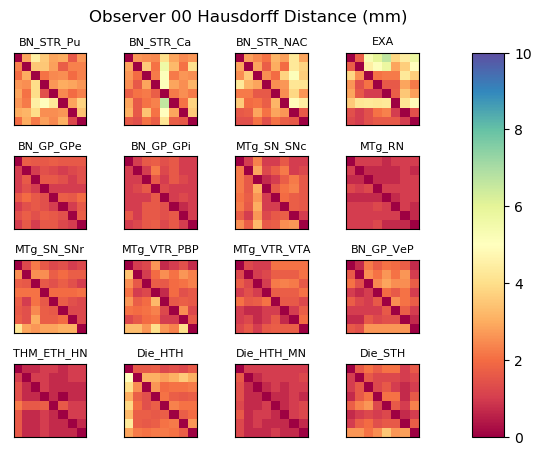 Observer 00 Hausdorff Distance (mm)
BN_STR_Pu BN_STR_Ca BN_STR_NAC EXA
BN_GP_GPe BN_GP_GPi MTg_SN_SNc MTg_RN
MTg_SN_SNr MTg_VTR_PBP MTg_VTR_VTA BN_GP_VeP
THM_ETH_HN Die_HTH Die_HTH_MN Die_STH
10
8
6
4
2
0